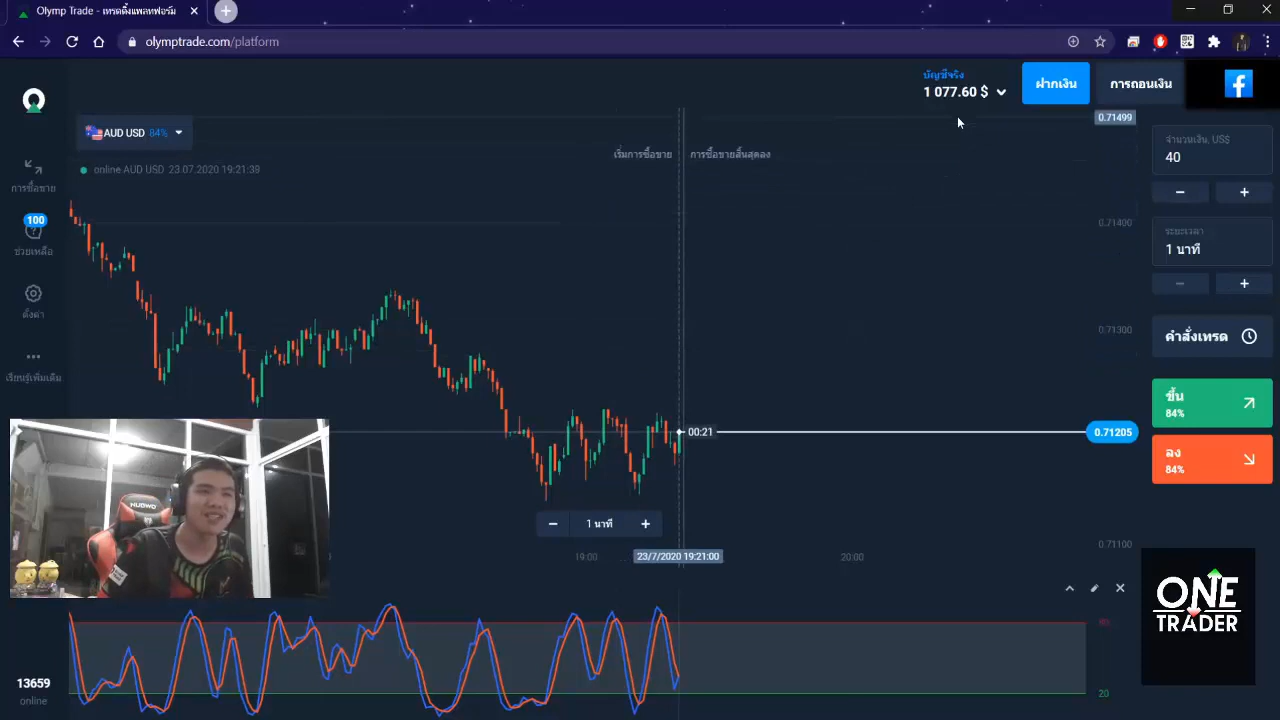 Olymp Trade - เทรดดิ้งแพลทฟอร์ม
olymptrade.com/platform
บัญชีจริง
1 077.60 $
ฝากเงิน
การถอนเงิน
AUD USD 84%
online AUD USD 23.07.2020 19:21:39
เริ่มการซื้อขาย
การซื้อขายสิ้นสุดลง
0.71499
0.71400
0.71300
0.71205
0.71100
การซื้อขาย
100
ช่วยเหลือ
ตั้งค่า
เรียนรู้เพิ่มเติม
จำนวนเงิน, US$
40
ระยะเวลา
1 นาที
คำสั่งเทรด
ขึ้น
84%
ลง
84%
00:21
1 นาที
19:00
23/7/2020 19:21:00
20:00
NUBWO
ONE
TRADER
80
20
13659
online